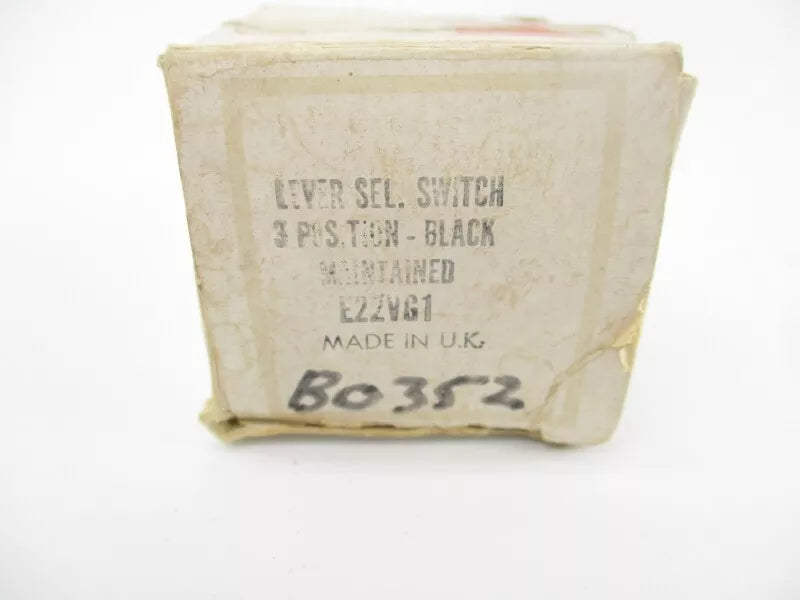 LEVER SEL. SWITCH
3 POSITION - BLACK
MAINTAINED
E22VG1
MADE IN U.K.
BO352